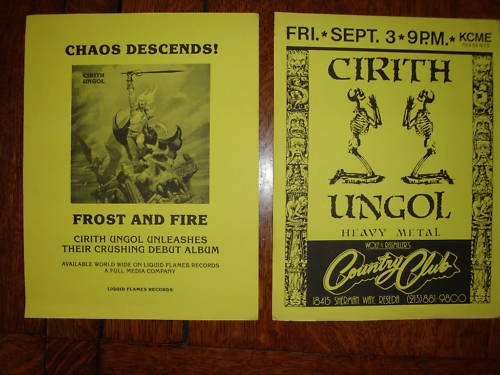 CHAOS DESCENDS!
CIRITH
UNGOL
FROST AND FIRE
CIRITH UNGOL UNLEASHES
THEIR CRUSHING DEBUT ALBUM
AVAILABLE WORLD WIDE ON LIQUID FLAMES RECORDS
A FULL MEDIA COMPANY
LIQUID FLAMES RECORDS
FRI.★SEPT. 3★9P.M.★KCME
PRESENTS
CIRITH
UNGOL
HEAVY METAL
WOLF & RISSMILLER'S
Country Club
18415 SHERMAN WAY, RESEDA (213) 881-9800